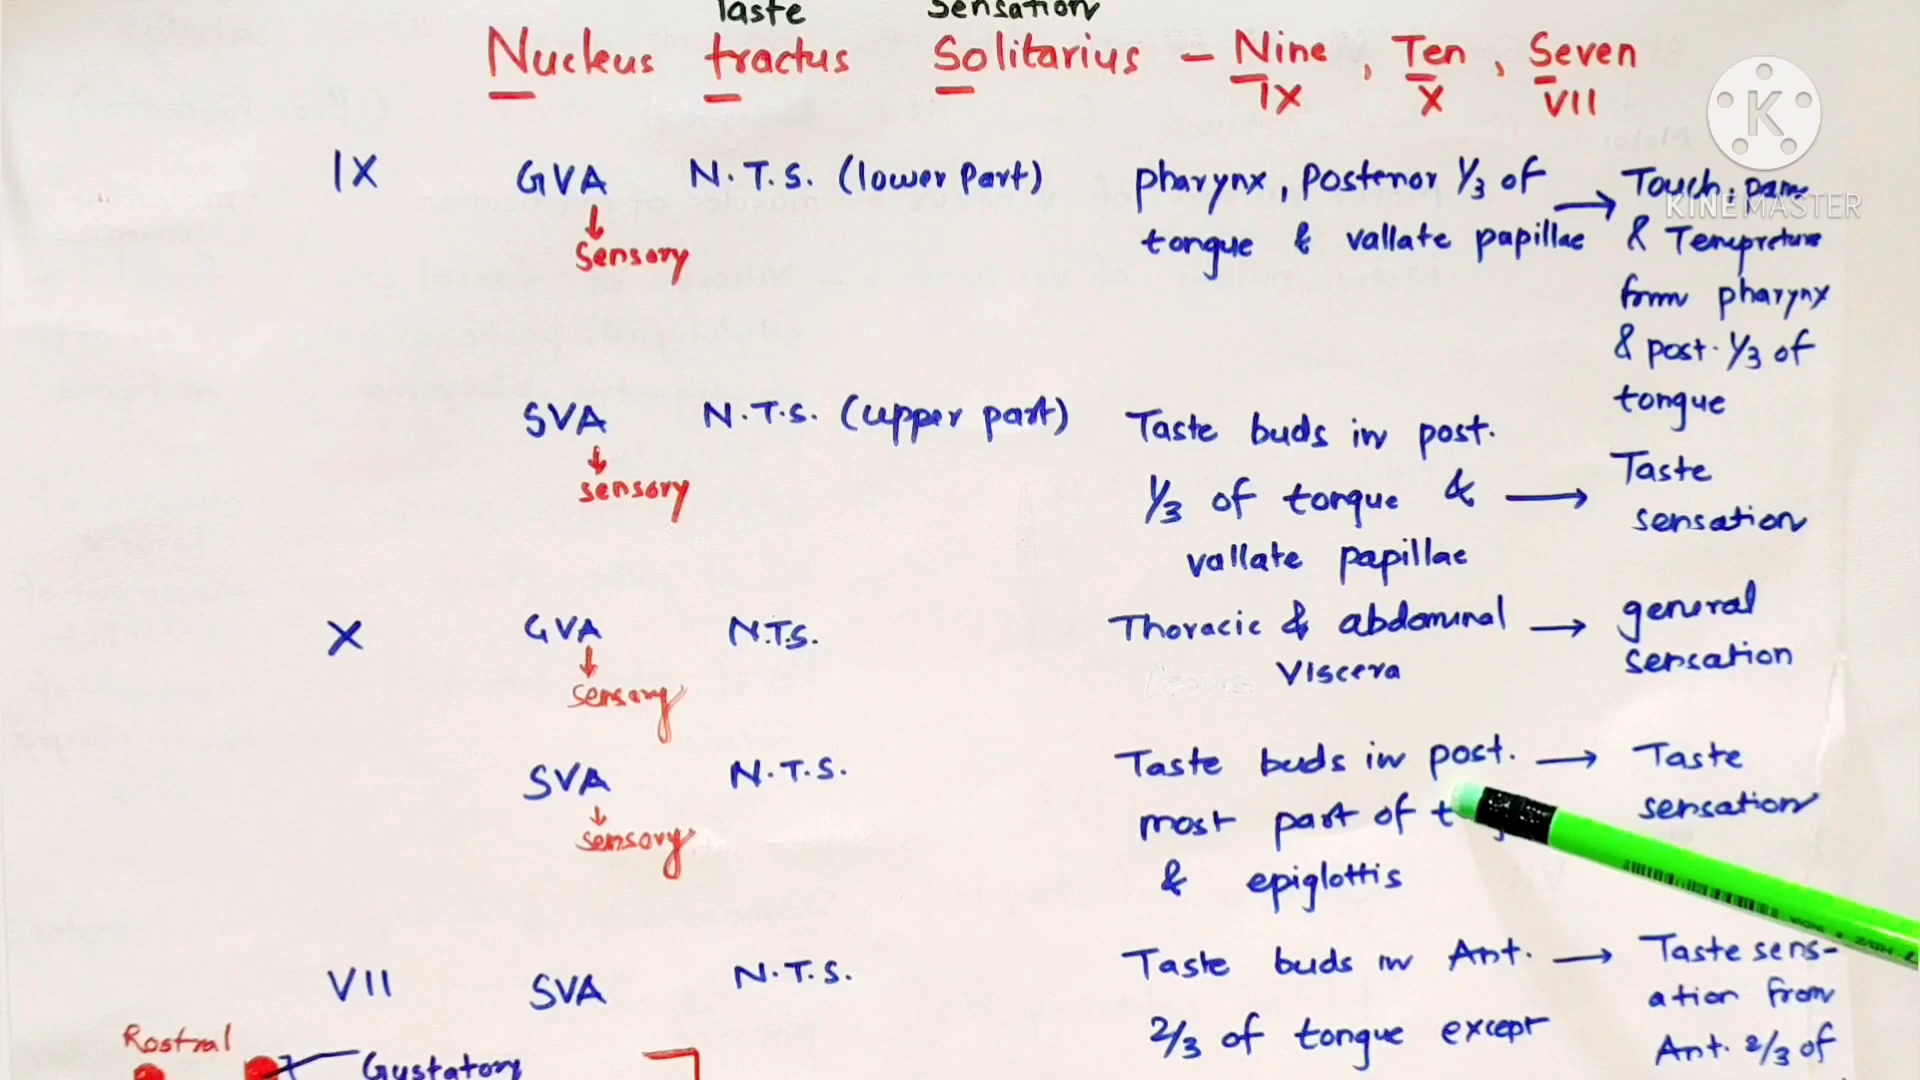 Taste Sensation
Nucleus tractus Solitarius – Nine, Ten, Seven
IX X VII
IX GVA N.T.S. (lower part) pharynx, posterior 1/3 of → Touch, pain
KINEMASTER
sensory tongue & vallate papillae & Tempreture
form pharynx
& post. 1/3 of
tongue
SVA N.T.S. (upper part) Taste buds in post.
sensory 1/3 of tongue & → Taste
sensation
vallate papillae
X GVA N.T.S. Thoracic & abdominal → general
sensory Viscera sensation
SVA N.T.S. Taste buds in post. → Taste
sensory most part of sensation
& epiglottis
VII SVA N.T.S. Taste buds in Ant. → Taste sens-
ation from
2/3 of tongue except Ant. 2/3 of
Rostral
Gustatory